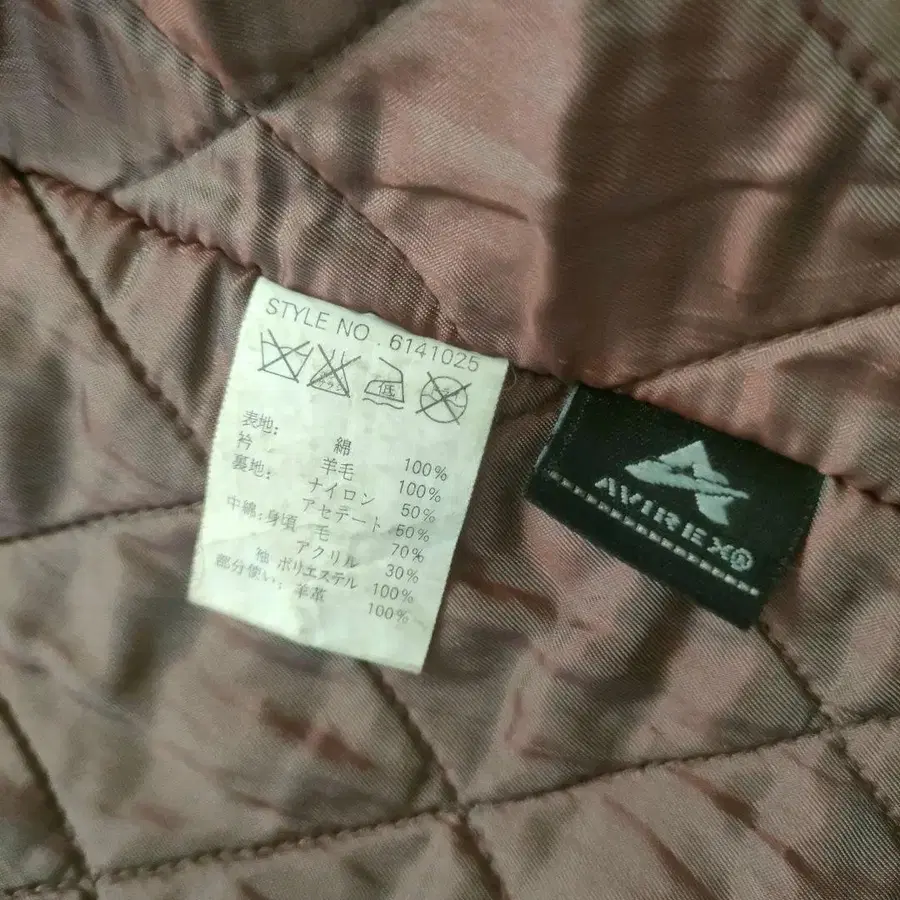 STYLE NO. 6141025
低
表地: 綿 100%
衿 羊毛 100%
裏地: ナイロン 50%
アセテート 50%
中綿:身頃 毛 70%
アクリル 30%
袖 ポリエステル 100%
部分使い: 羊革 100%
AVIREX®